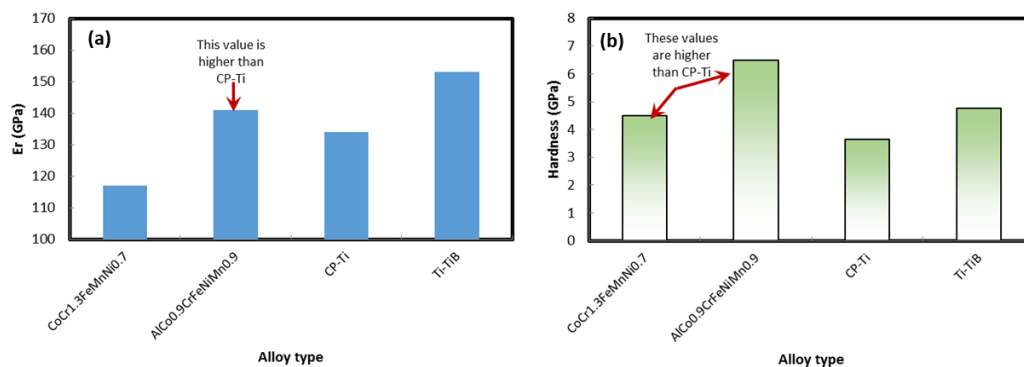 (a)
This value is
higher than
CP-Ti
170
160
150
140
130
120
110
100
Er (GPa)
CoCr1.3FeMnNi0.7
AlCo0.9CrFeNiMn0.9
CP-Ti
Ti-TiB
Alloy type
(b)
These values
are higher
than CP-Ti
8
7
6
5
4
3
2
1
0
Hardness (GPa)
CoCr1.3FeMnNi0.7
AlCo0.9CrFeNiMn0.9
CP-Ti
Ti-TiB
Alloy type